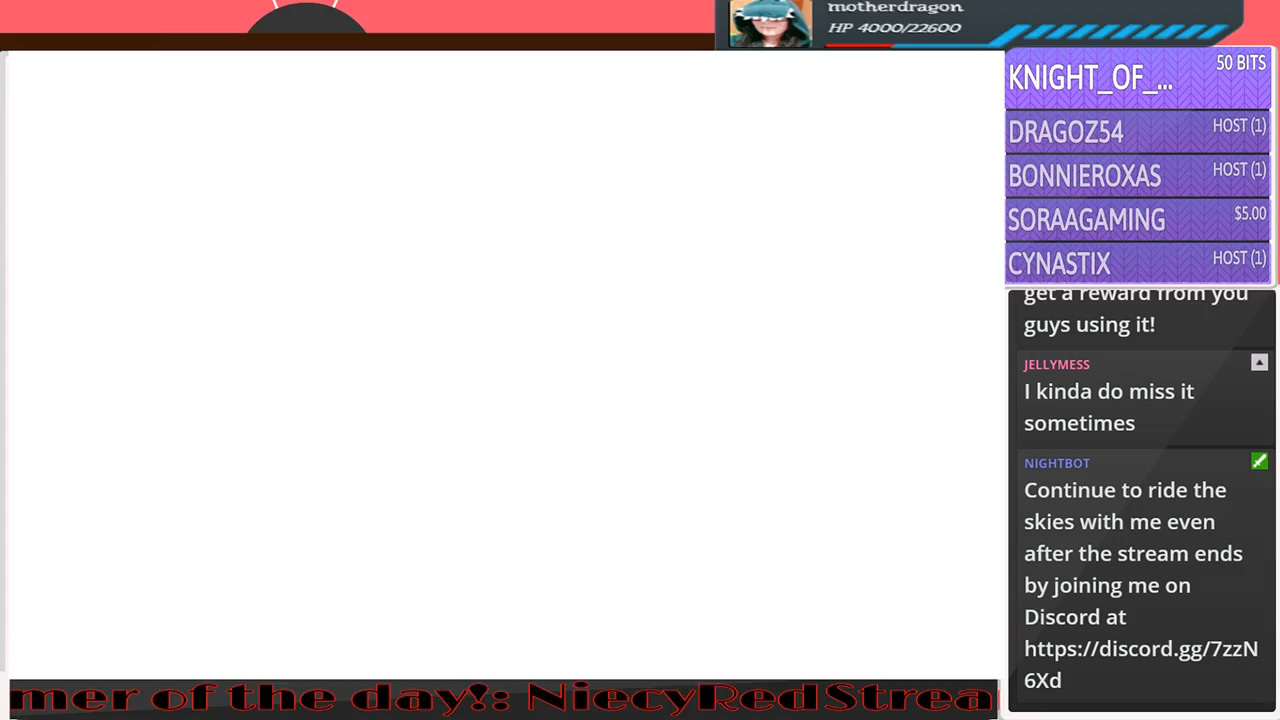 motherdragon
HP 4000/22600
KNIGHT_OF_... 50 BITS
DRAGOZ54 HOST (1)
BONNIEROXAS HOST (1)
SORAAGAMING $5.00
CYNASTIX HOST (1)
get a reward from you
guys using it!
JELLYMESS
I kinda do miss it
sometimes
NIGHTBOT
Continue to ride the
skies with me even
after the stream ends
by joining me on
Discord at
https://discord.gg/7zzN
6Xd
mer of the day!: NiecyRedStrea